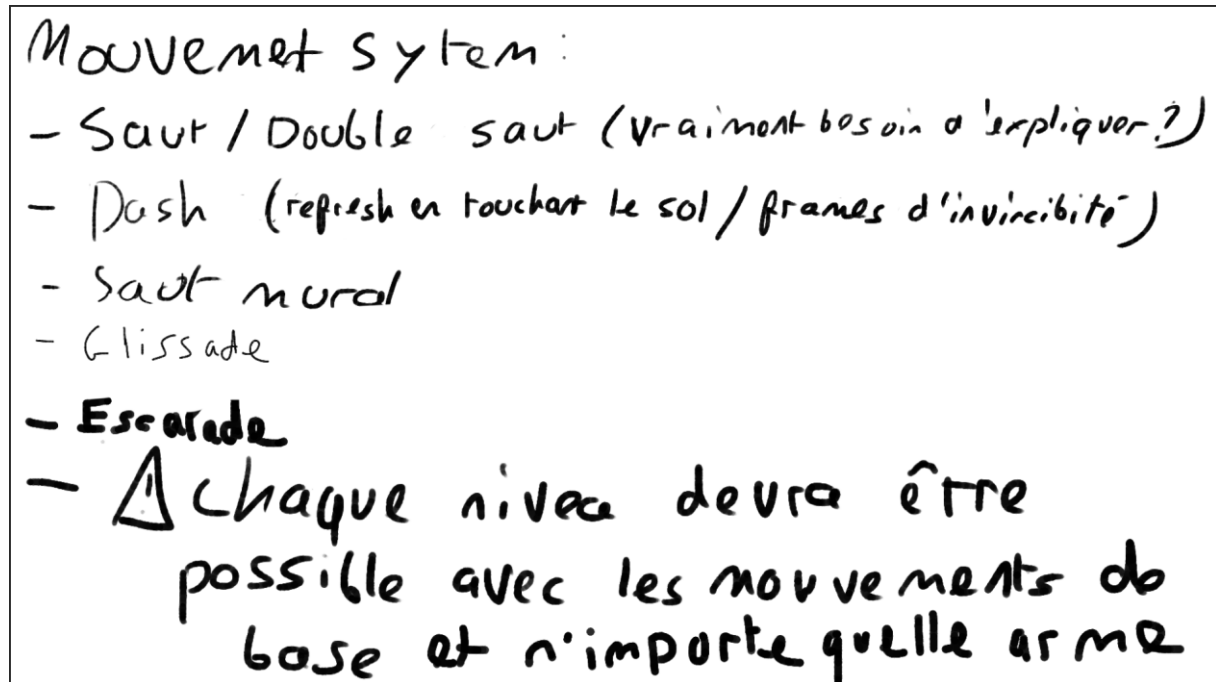 Mouvemet Sytem :
- Saut / Double saut (vraiment besoin d'expliquer ?)
- Dash (refresh en touchant le sol / frames d'invincibité)
- Saut mural
- Glissade
- Escarade
- ⚠ chaque niveau devra être
possible avec les mouvements de
base et n'importe quelle arme